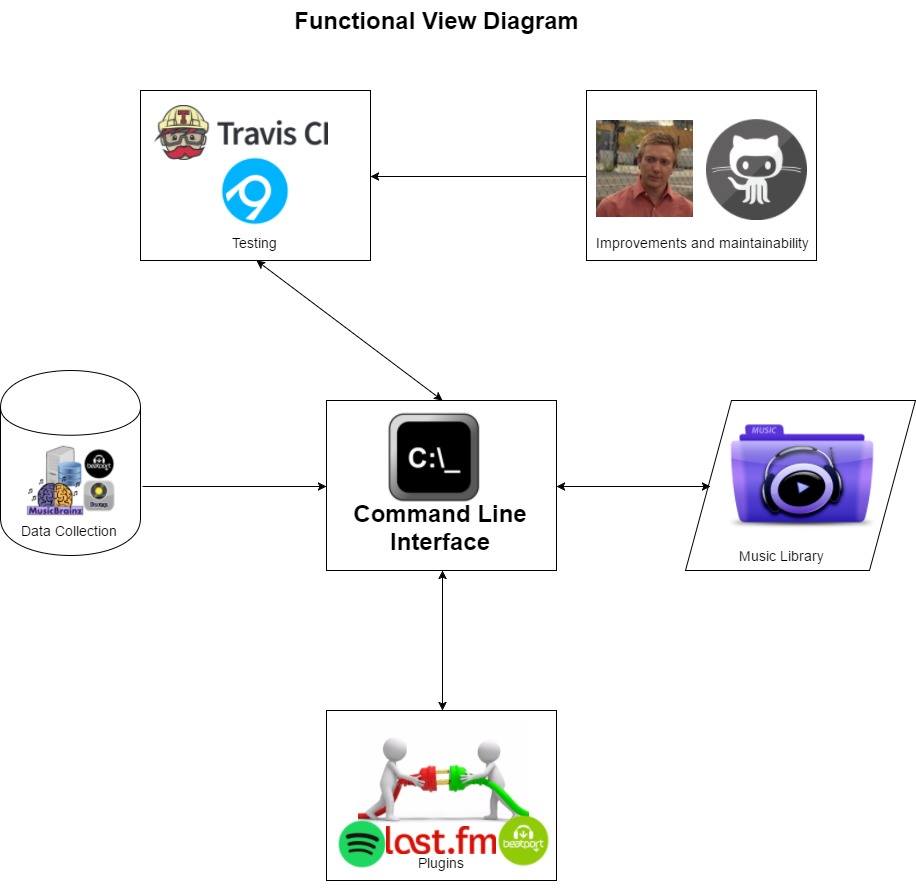 Functional View Diagram
T
Travis CI
Testing
Improvements and maintainability
beatport
MusicBrainz
Discogs
Data Collection
C:\_
Command Line
Interface
MUSIC
Music Library
last.fm
beatport
Plugins